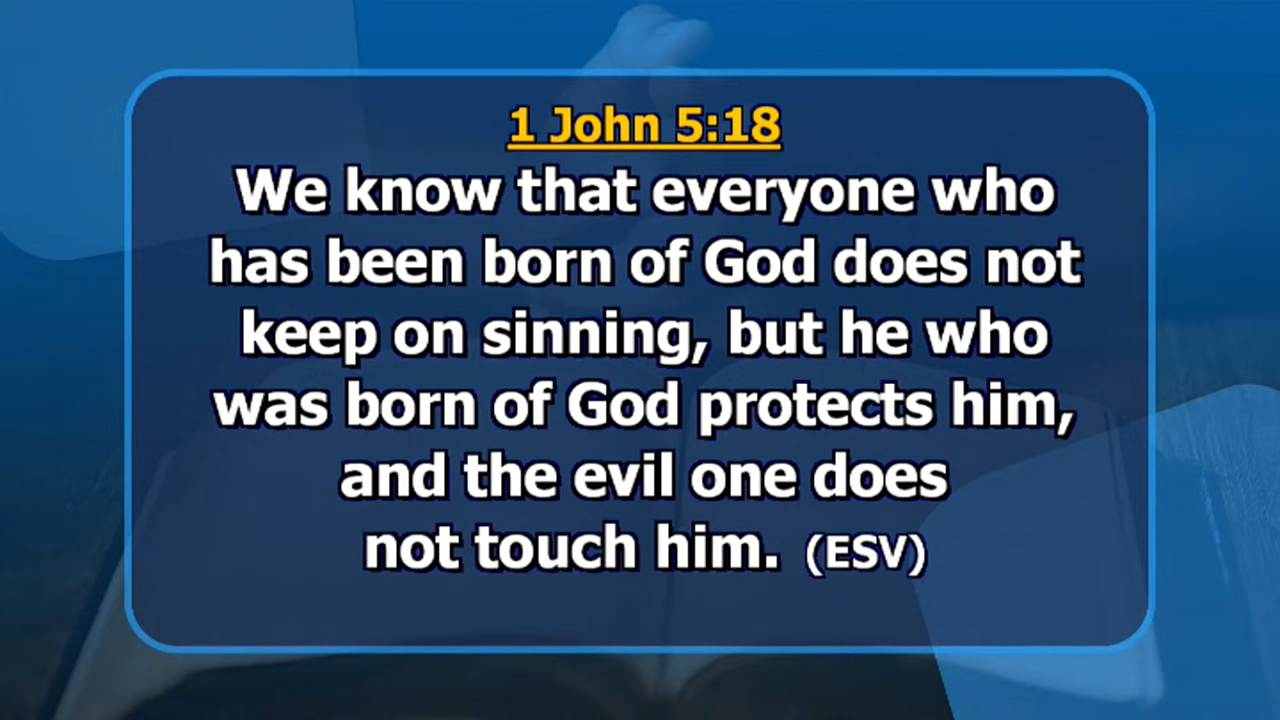 1 John 5:18
We know that everyone who
has been born of God does not
keep on sinning, but he who
was born of God protects him,
and the evil one does
not touch him. (ESV)